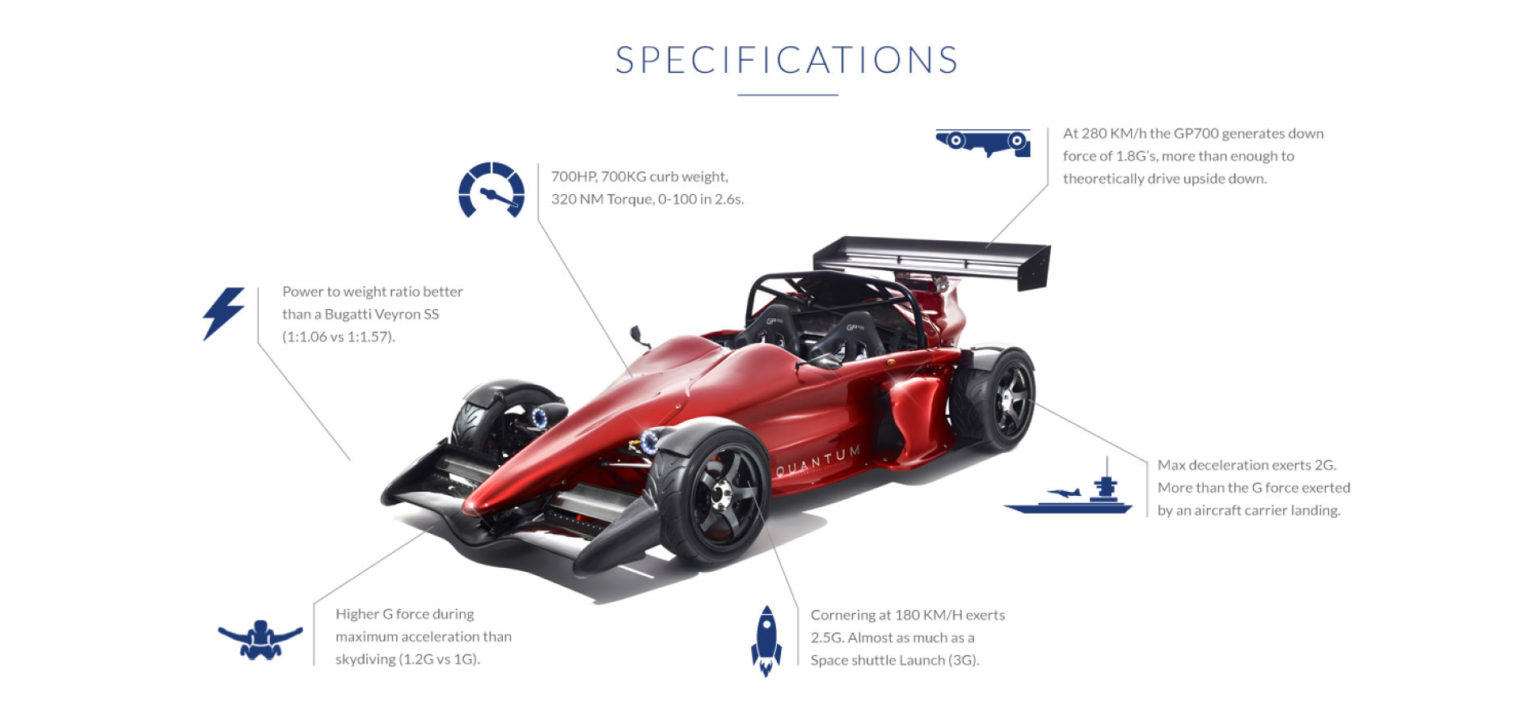 SPECIFICATIONS
At 280 KM/h the GP700 generates down
force of 1.8G's, more than enough to
theoretically drive upside down.
700HP, 700KG curb weight,
320 NM Torque, 0-100 in 2.6s.
Power to weight ratio better
than a Bugatti Veyron SS
(1:1.06 vs 1:1.57).
GP
GP
QUANTUM
Max deceleration exerts 2G.
More than the G force exerted
by an aircraft carrier landing.
Higher G force during
maximum acceleration than
skydiving (1.2G vs 1G).
Cornering at 180 KM/H exerts
2.5G. Almost as much as a
Space shuttle Launch (3G).